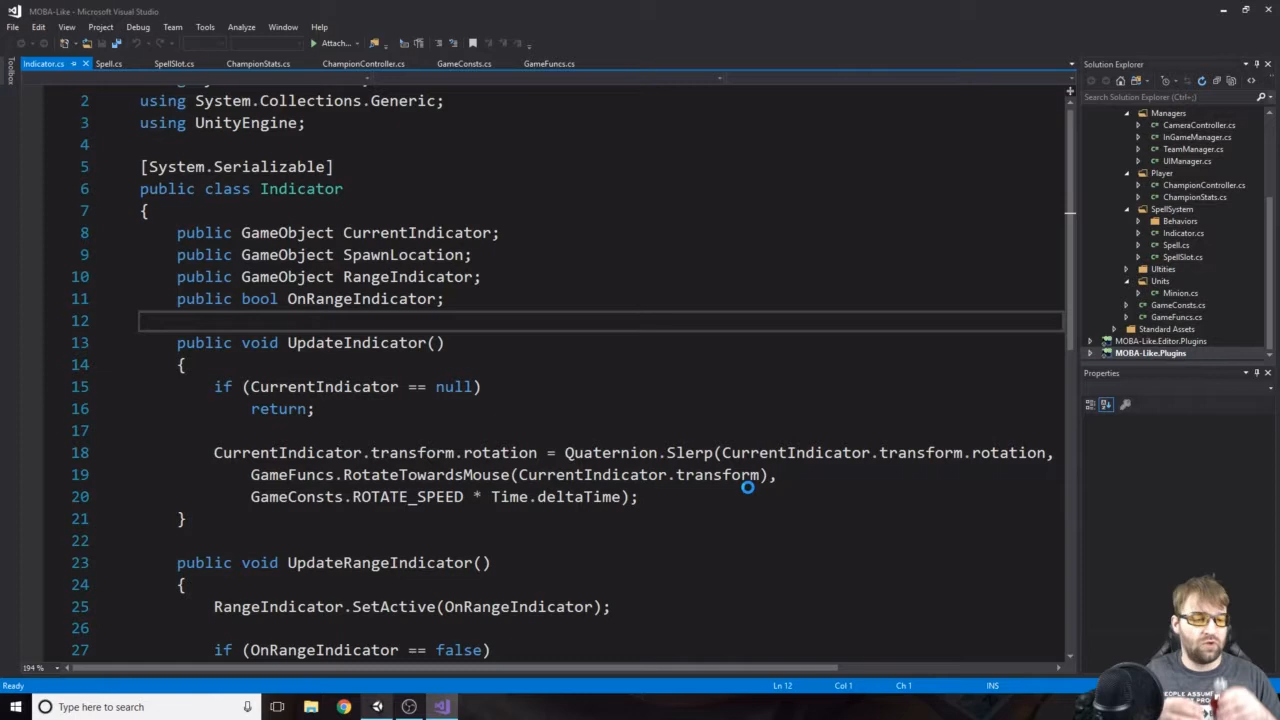 MOBA-Like - Microsoft Visual Studio
File Edit View Project Debug Team Tools Analyze Window Help
Attach...
Toolbox
Indicator.cs Spell.cs SpellSlot.cs ChampionStats.cs ChampionController.cs GameConsts.cs GameFuncs.cs
2 using System.Collections.Generic;
3 using UnityEngine;
4
5 [System.Serializable]
6 public class Indicator
7 {
8 public GameObject CurrentIndicator;
9 public GameObject SpawnLocation;
10 public GameObject RangeIndicator;
11 public bool OnRangeIndicator;
12
13 public void UpdateIndicator()
14 {
15 if (CurrentIndicator == null)
16 return;
17
18 CurrentIndicator.transform.rotation = Quaternion.Slerp(CurrentIndicator.transform.rotation,
19 GameFuncs.RotateTowardsMouse(CurrentIndicator.transform),
20 GameConsts.ROTATE_SPEED * Time.deltaTime);
21 }
22
23 public void UpdateRangeIndicator()
24 {
25 RangeIndicator.SetActive(OnRangeIndicator);
26
27 if (OnRangeIndicator == false)
194 %
Solution Explorer
Search Solution Explorer (Ctrl+;)
Managers
CameraController.cs
InGameManager.cs
TeamManager.cs
UIManager.cs
Player
ChampionController.cs
ChampionStats.cs
SpellSystem
Behaviors
Indicator.cs
Spell.cs
SpellSlot.cs
Ultities
Units
Minion.cs
GameConsts.cs
GameFuncs.cs
Standard Assets
MOBA-Like.Editor.Plugins
MOBA-Like.Plugins
Properties
Ready Ln 12 Col 1 Ch 1 INS
Type here to search
PEOPLE ASSUME